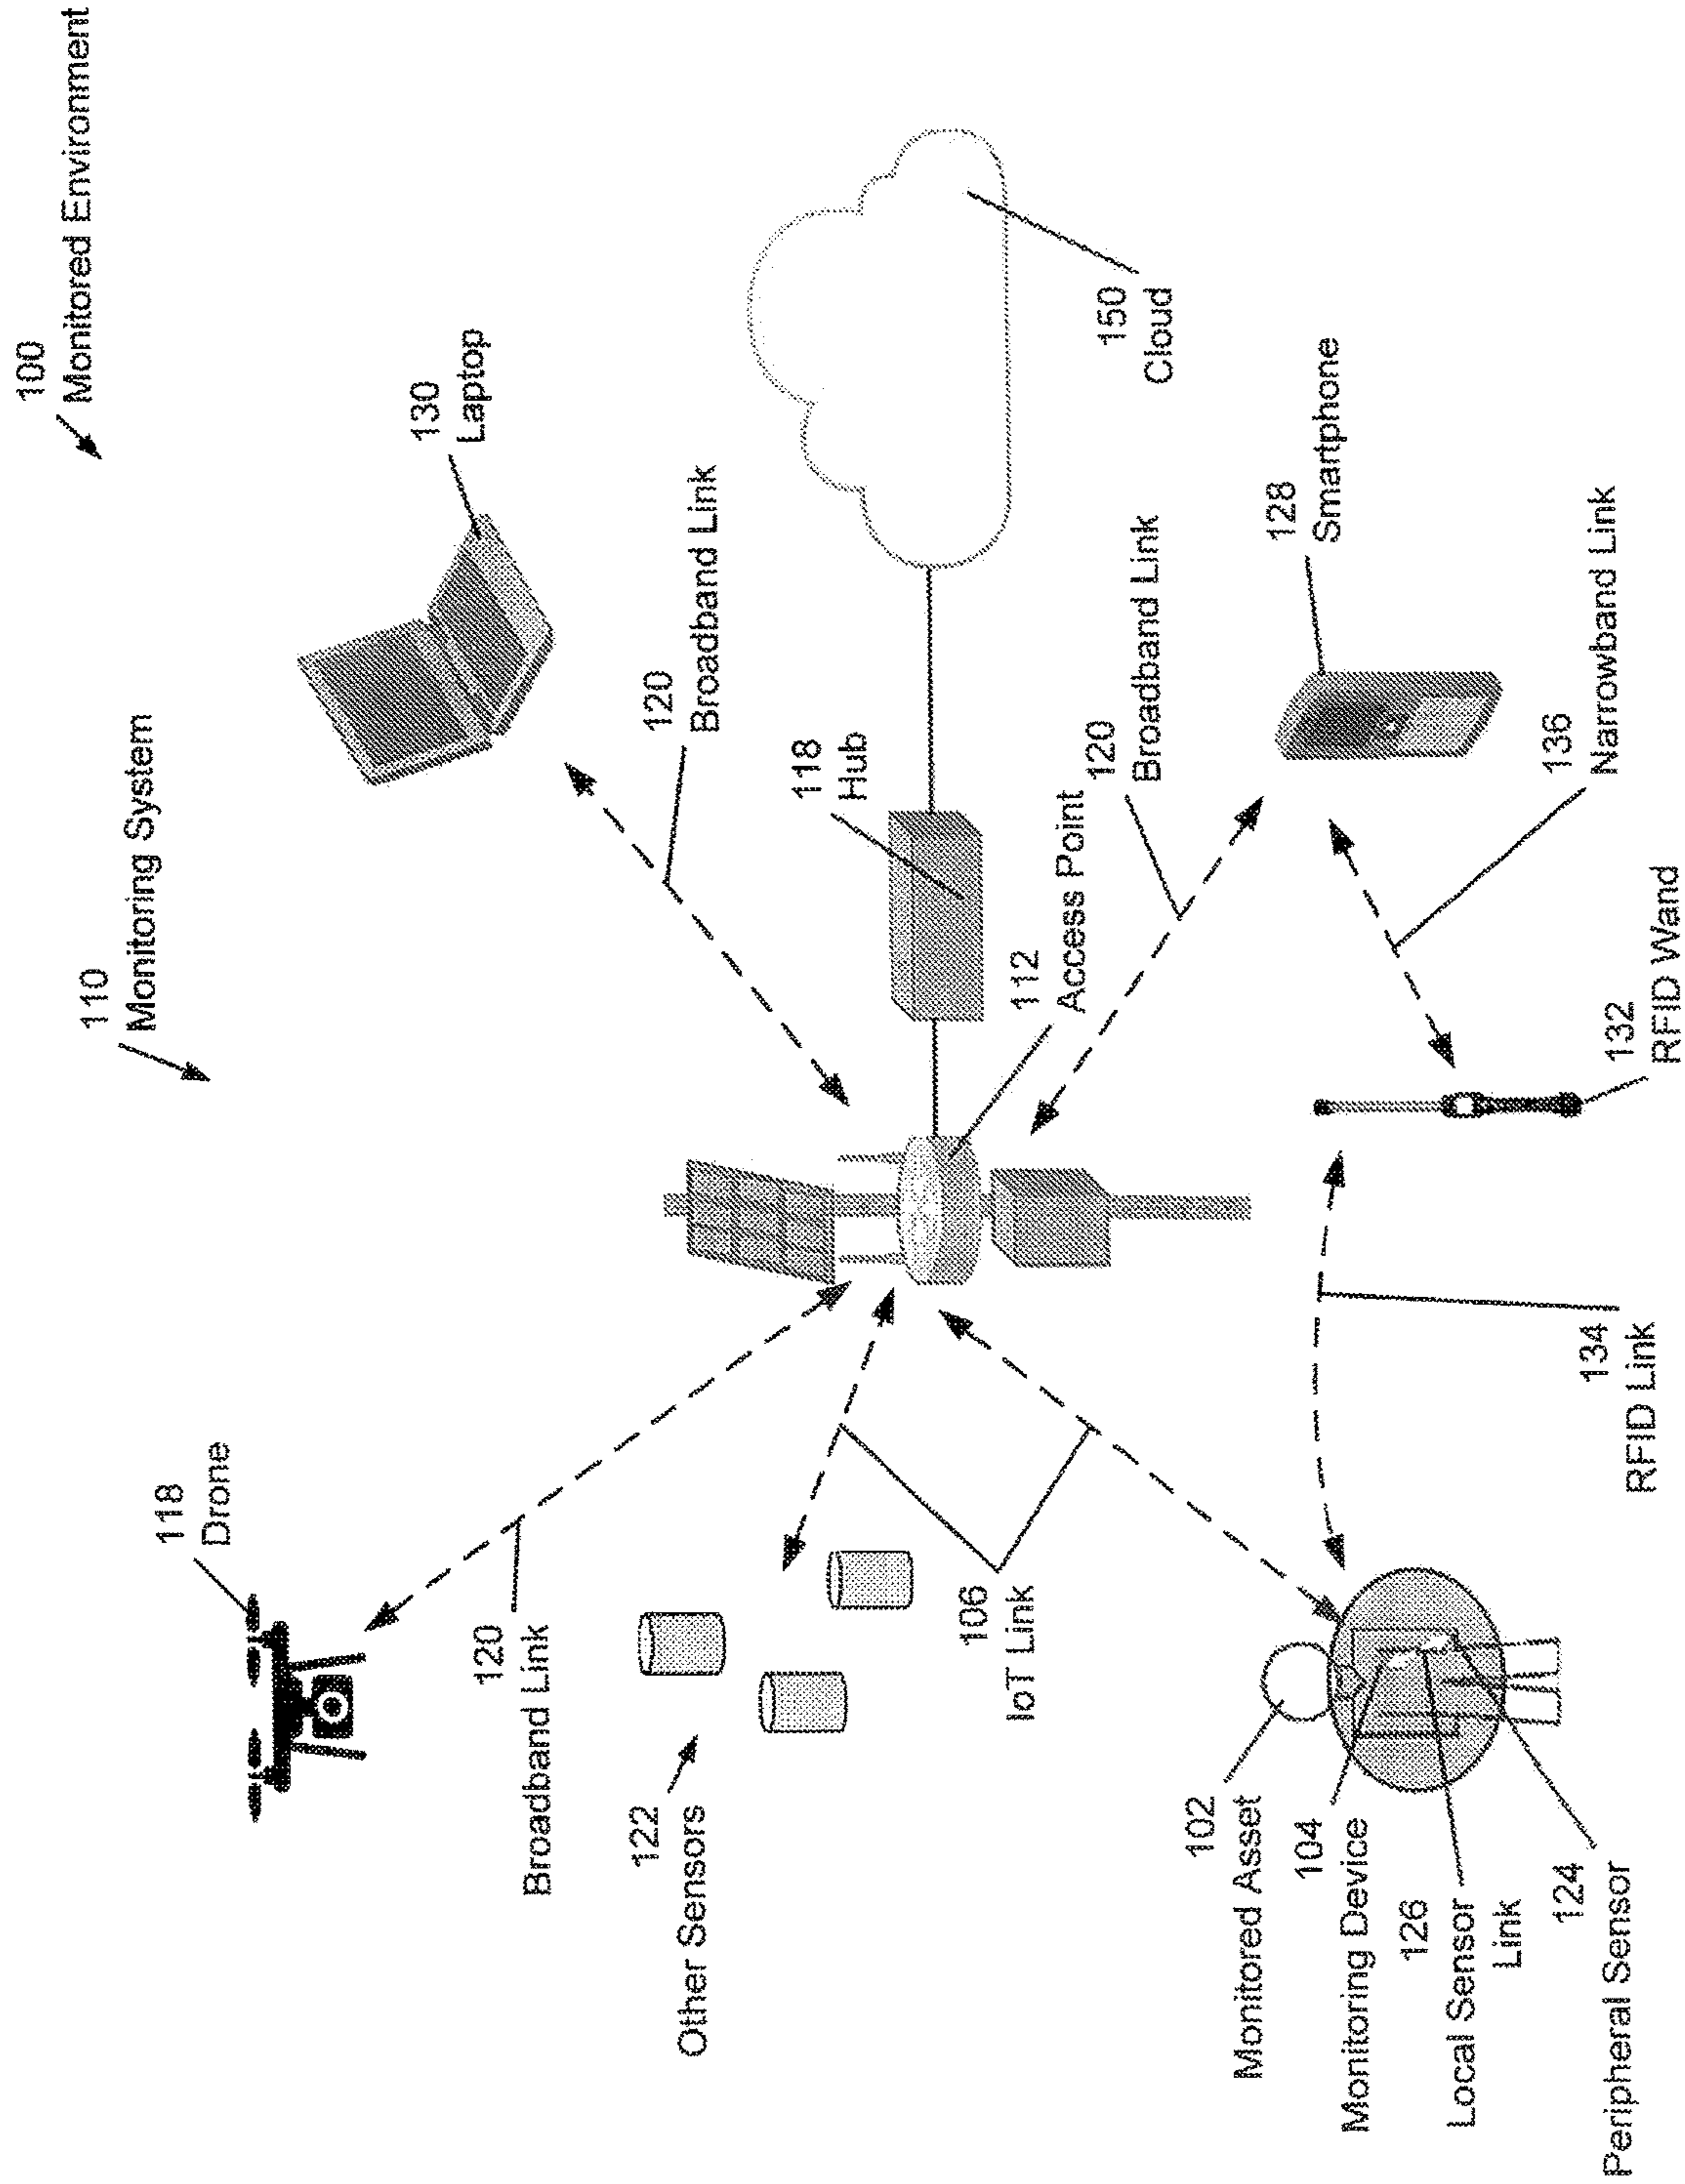 100
Monitored Environment
110
Monitoring System
118
Drone
130
Laptop
120
Broadband Link
120
Broadband Link
122
Other Sensors
118
Hub
150
Cloud
106
IoT Link
112
Access Point
120
Broadband Link
102
Monitored Asset
104
Monitoring Device
126
Local Sensor
Link
124
Peripheral Sensor
128
Smartphone
136
Narrowband Link
134
RFID Link
132
RFID Wand